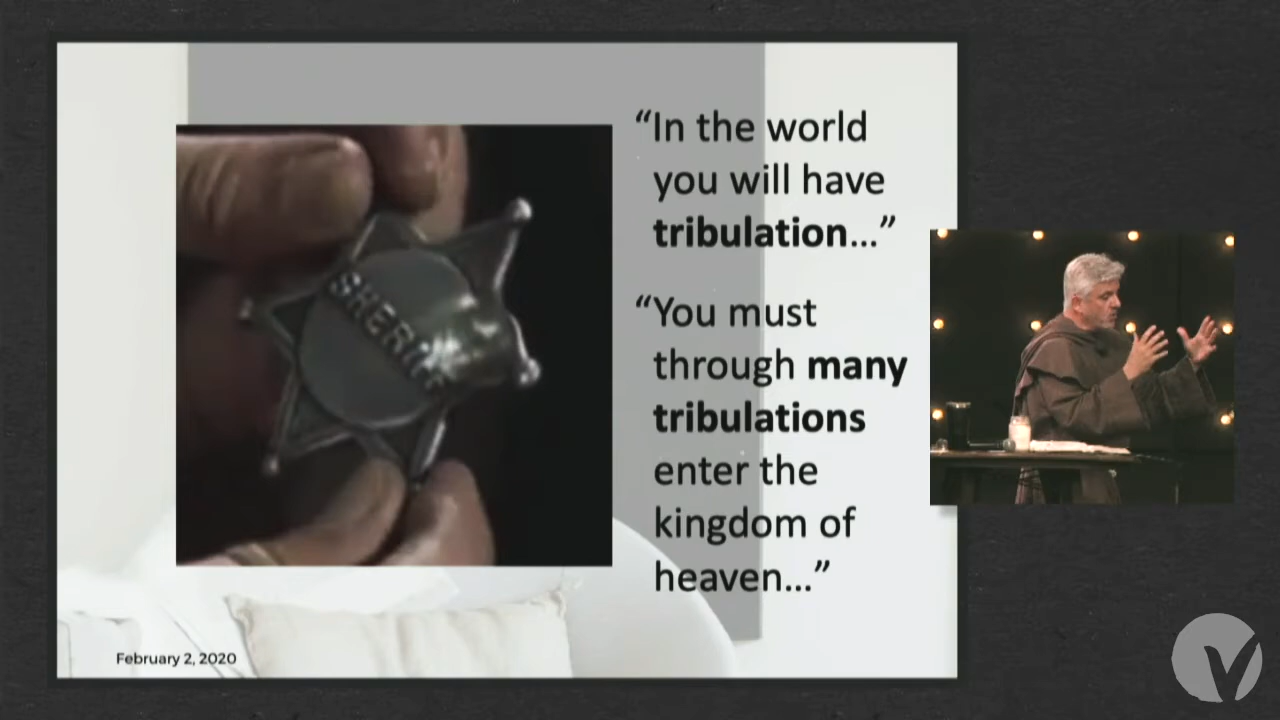 SHERIFF
“In the world
you will have
tribulation...”
“You must
through many
tribulations
enter the
kingdom of
heaven...”
February 2, 2020